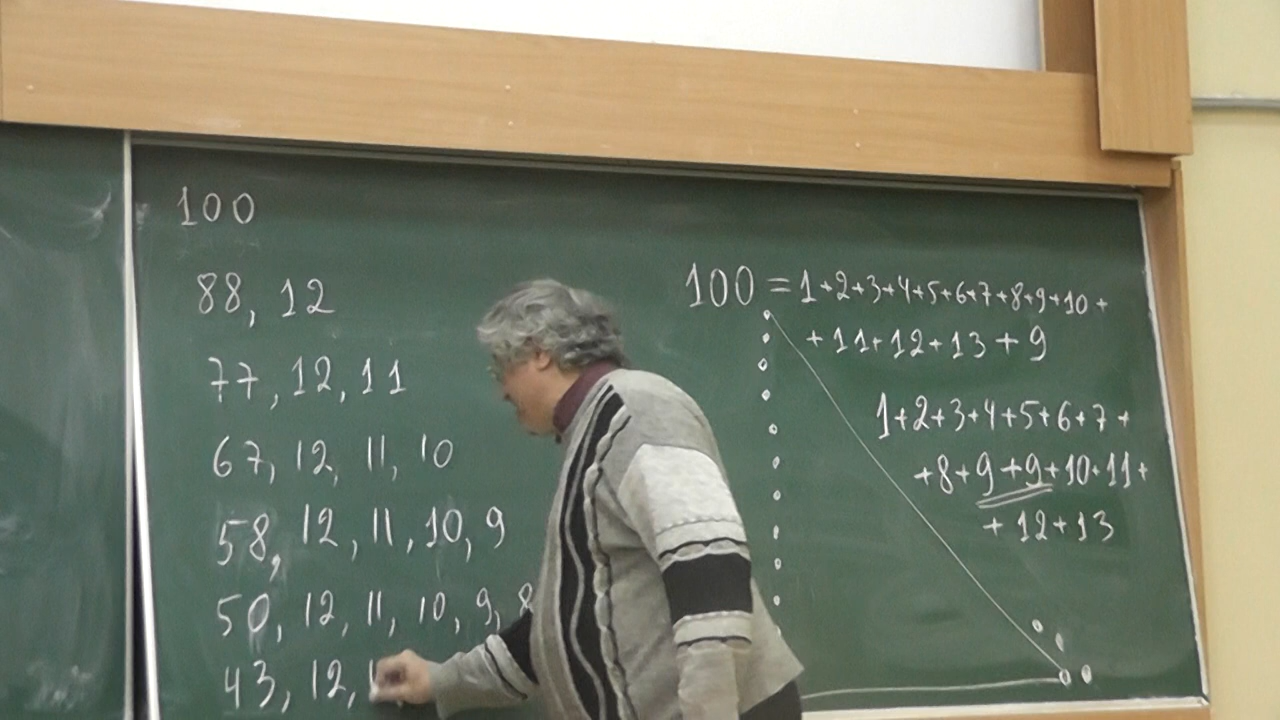 100
88, 12
77, 12, 11
67, 12, 11, 10
58, 12, 11, 10, 9
50, 12, 11, 10, 9, 8
43, 12,
100 = 1+2+3+4+5+6+7+8+9+10+
+11+12+13+9
1+2+3+4+5+6+7+
+8+9+9+10+11+
+12+13